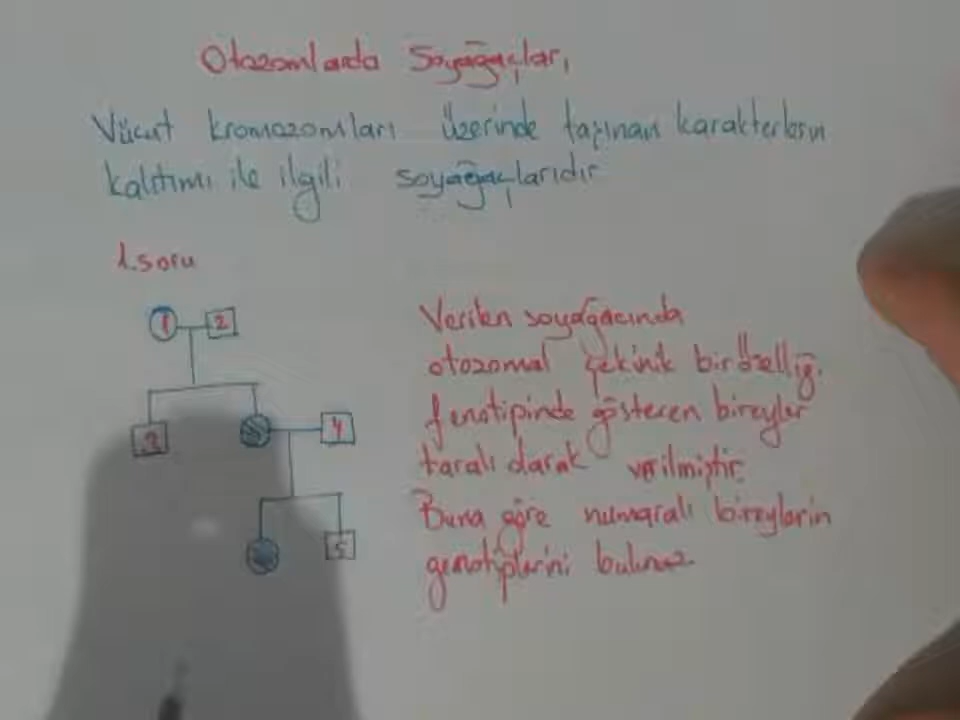 Otozomlarda Soyağaçları
Vücut kromozomları üzerinde taşınan karakterlerin
kalıtımı ile ilgili soyağaçlarıdır
1.soru
1 2
3 4
5
Verilen soyağacında
otozomal çekinik bir özelliği
fenotipinde gösteren bireyler
taralı olarak verilmiştir.
Buna göre numaralı bireylerin
genotiplerini bulunuz